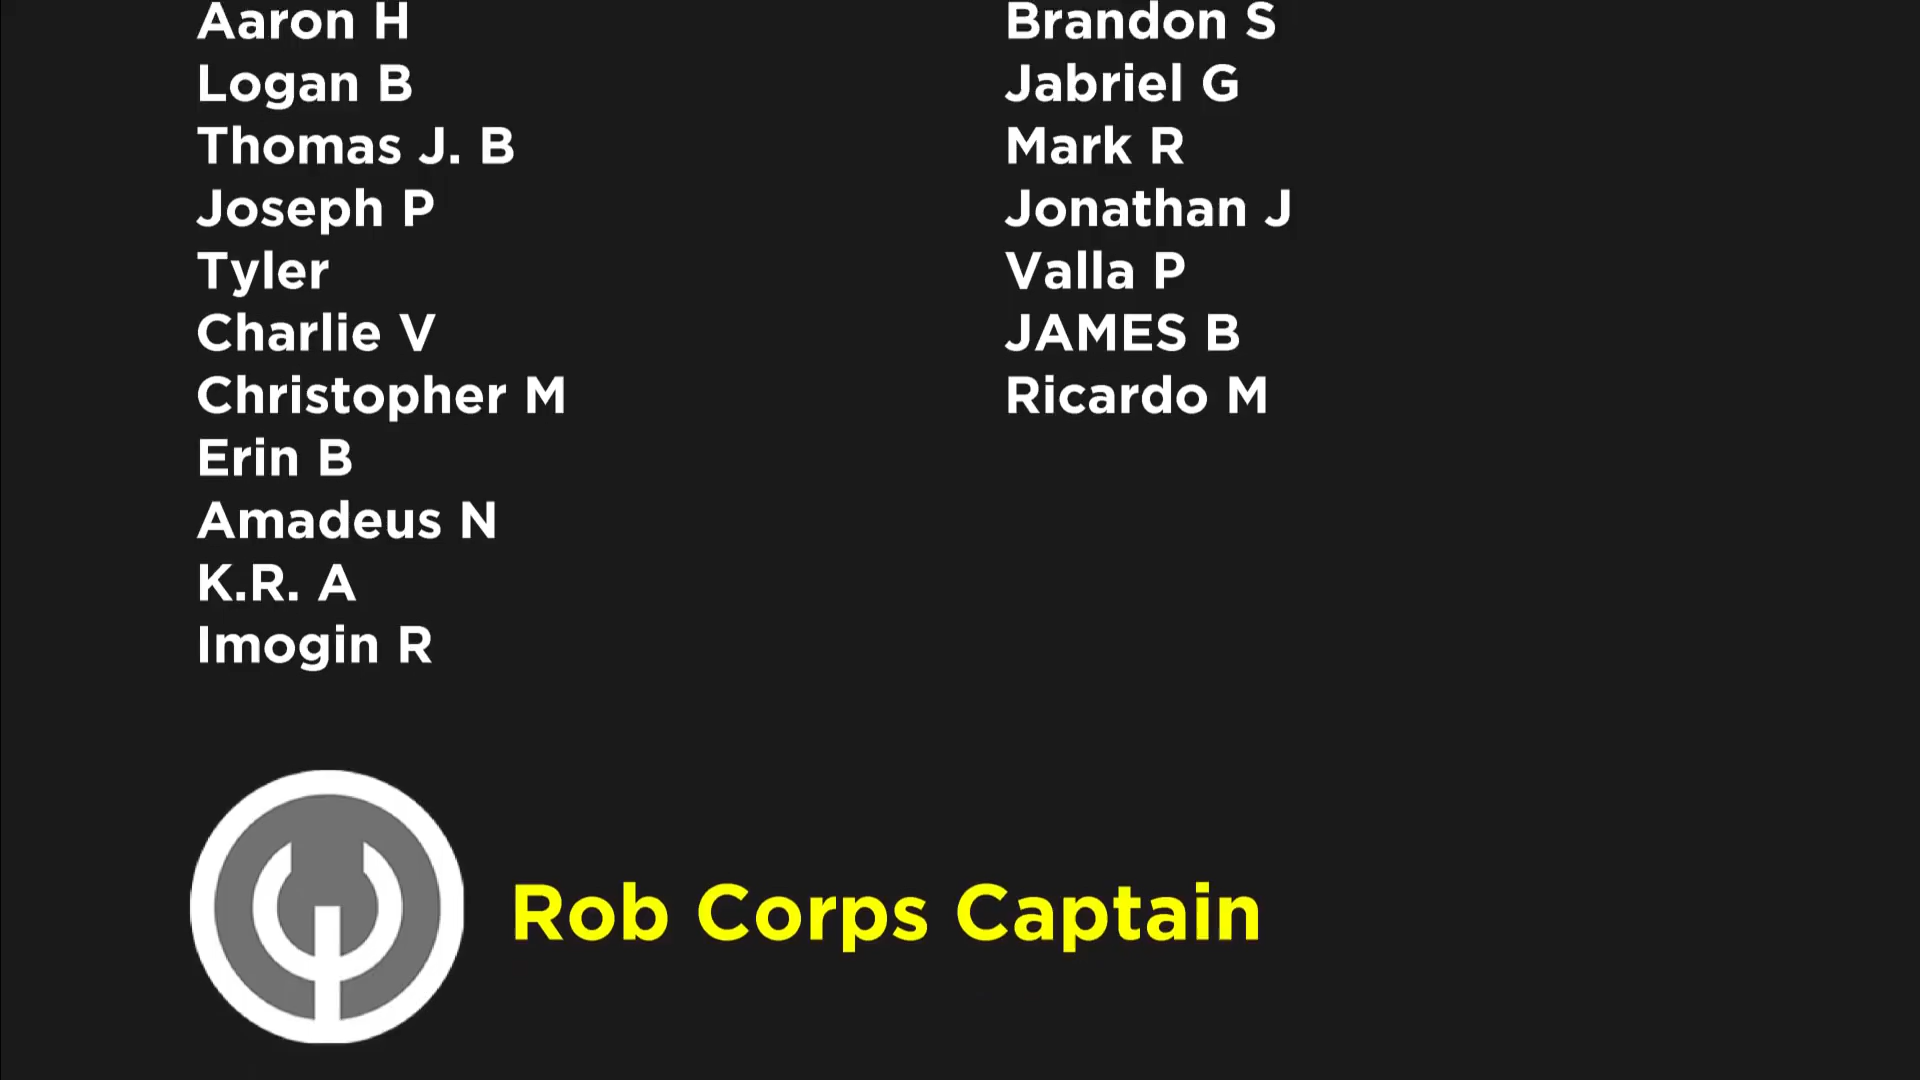 Aaron H
Logan B
Thomas J. B
Joseph P
Tyler
Charlie V
Christopher M
Erin B
Amadeus N
K.R. A
Imogin R
Brandon S
Jabriel G
Mark R
Jonathan J
Valla P
JAMES B
Ricardo M
Rob Corps Captain